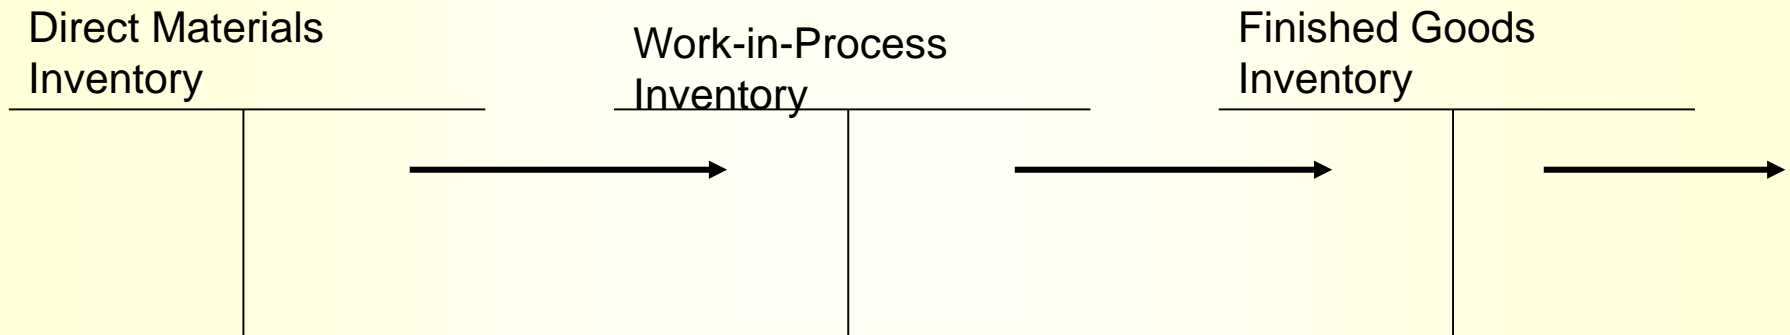 Direct Materials
Inventory
Work-in-Process
Inventory
Finished Goods
Inventory